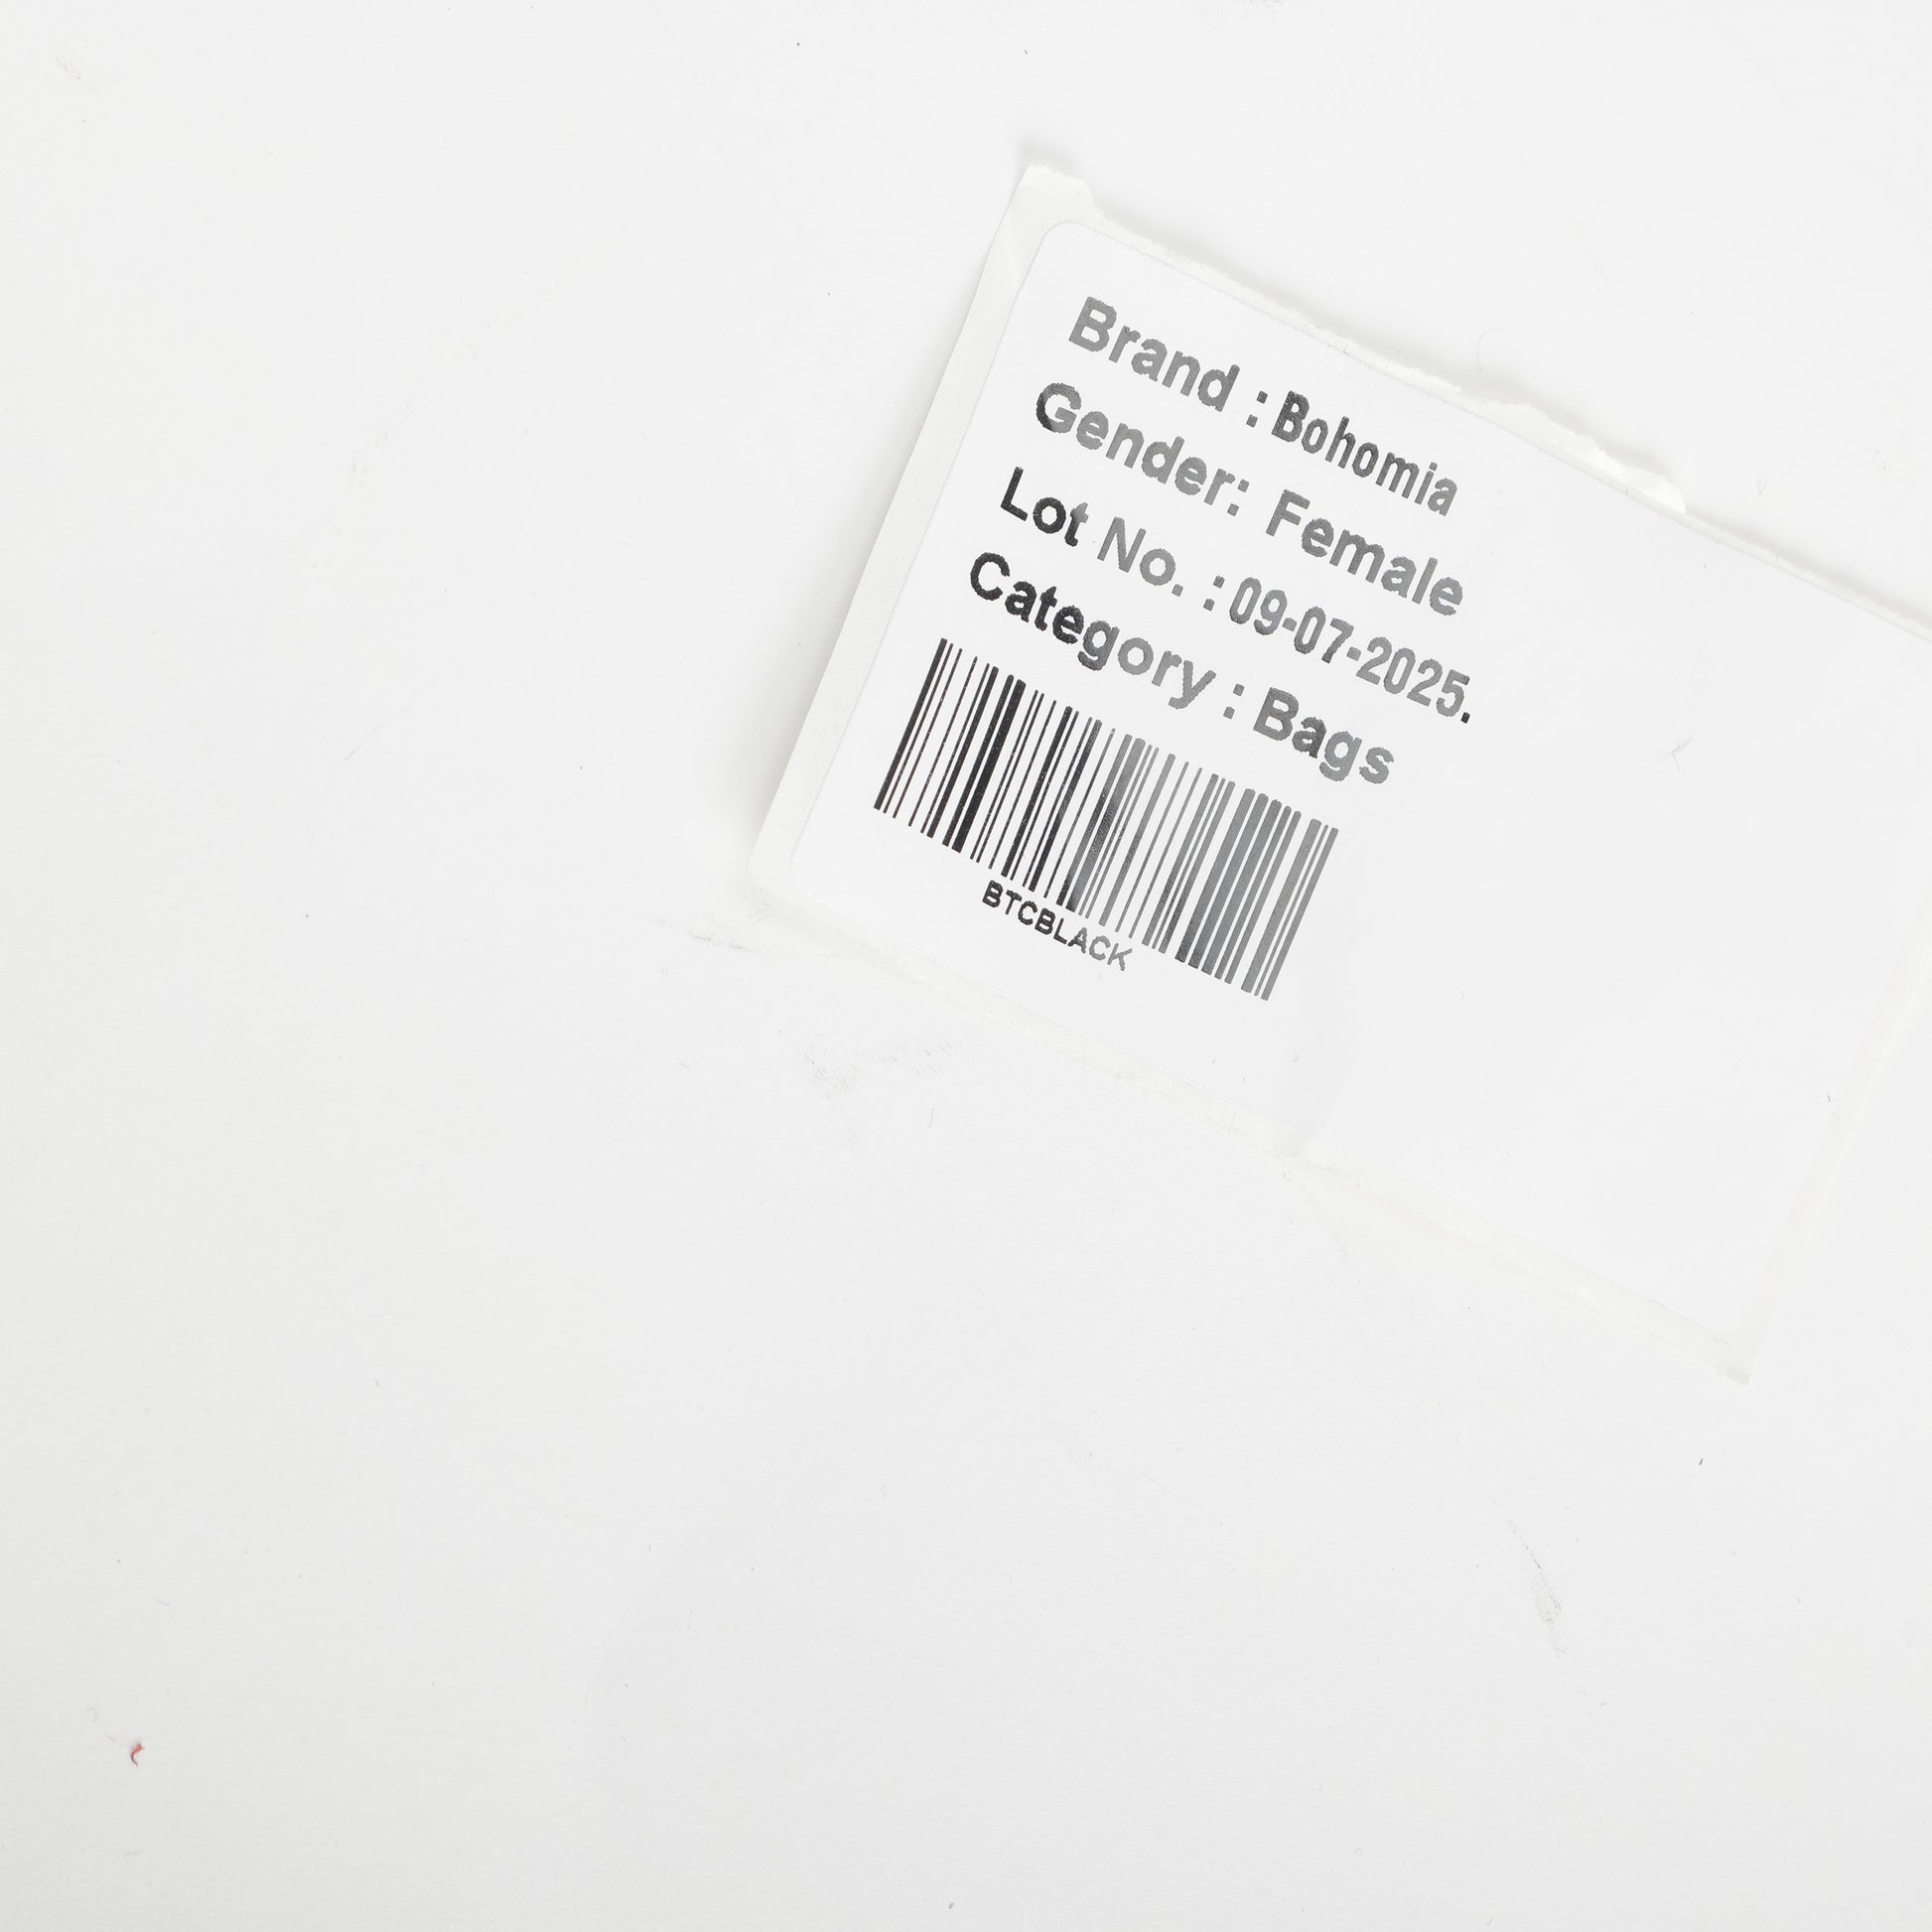 Brand : Bohomia
Gender: Female
Lot No. : 09-07-2025.
Category : Bags
BTCBLACK